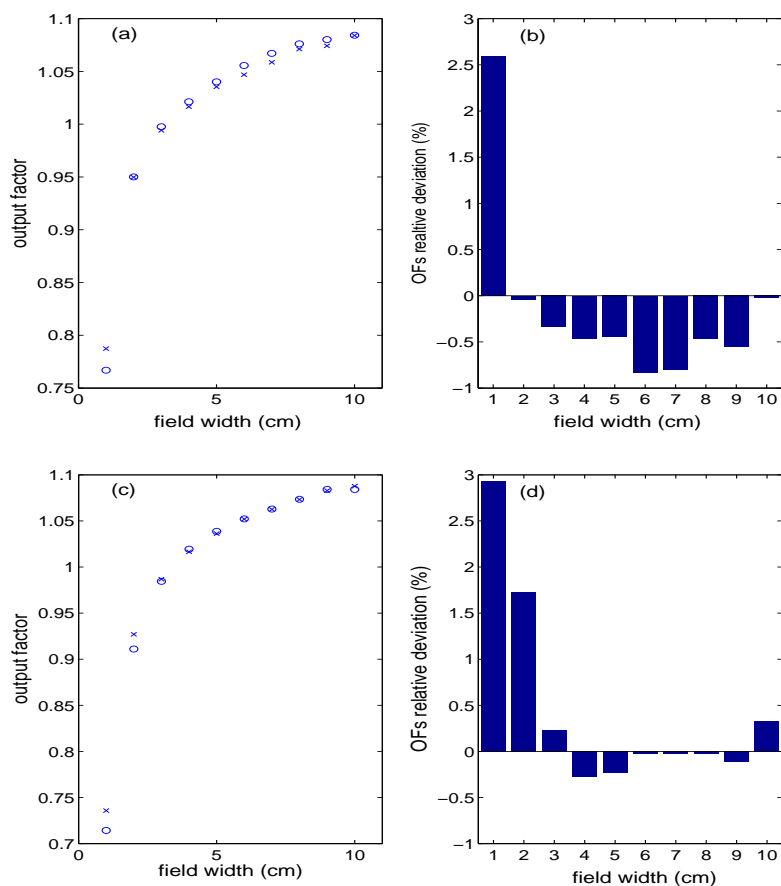 (a)
1.1
1.05
1
0.95
0.9
0.85
0.8
0.75
0 5 10
output factor
field width (cm)
(b)
3
2.5
2
1.5
1
0.5
0
−0.5
−1
1 2 3 4 5 6 7 8 9 10
OFs realtive deviation (%)
field width (cm)
(c)
1.1
1.05
1
0.95
0.9
0.85
0.8
0.75
0.7
0 5 10
output factor
field width (cm)
(d)
3
2.5
2
1.5
1
0.5
0
−0.5
−1
1 2 3 4 5 6 7 8 9 10
OFs relative deviation (%)
field width (cm)